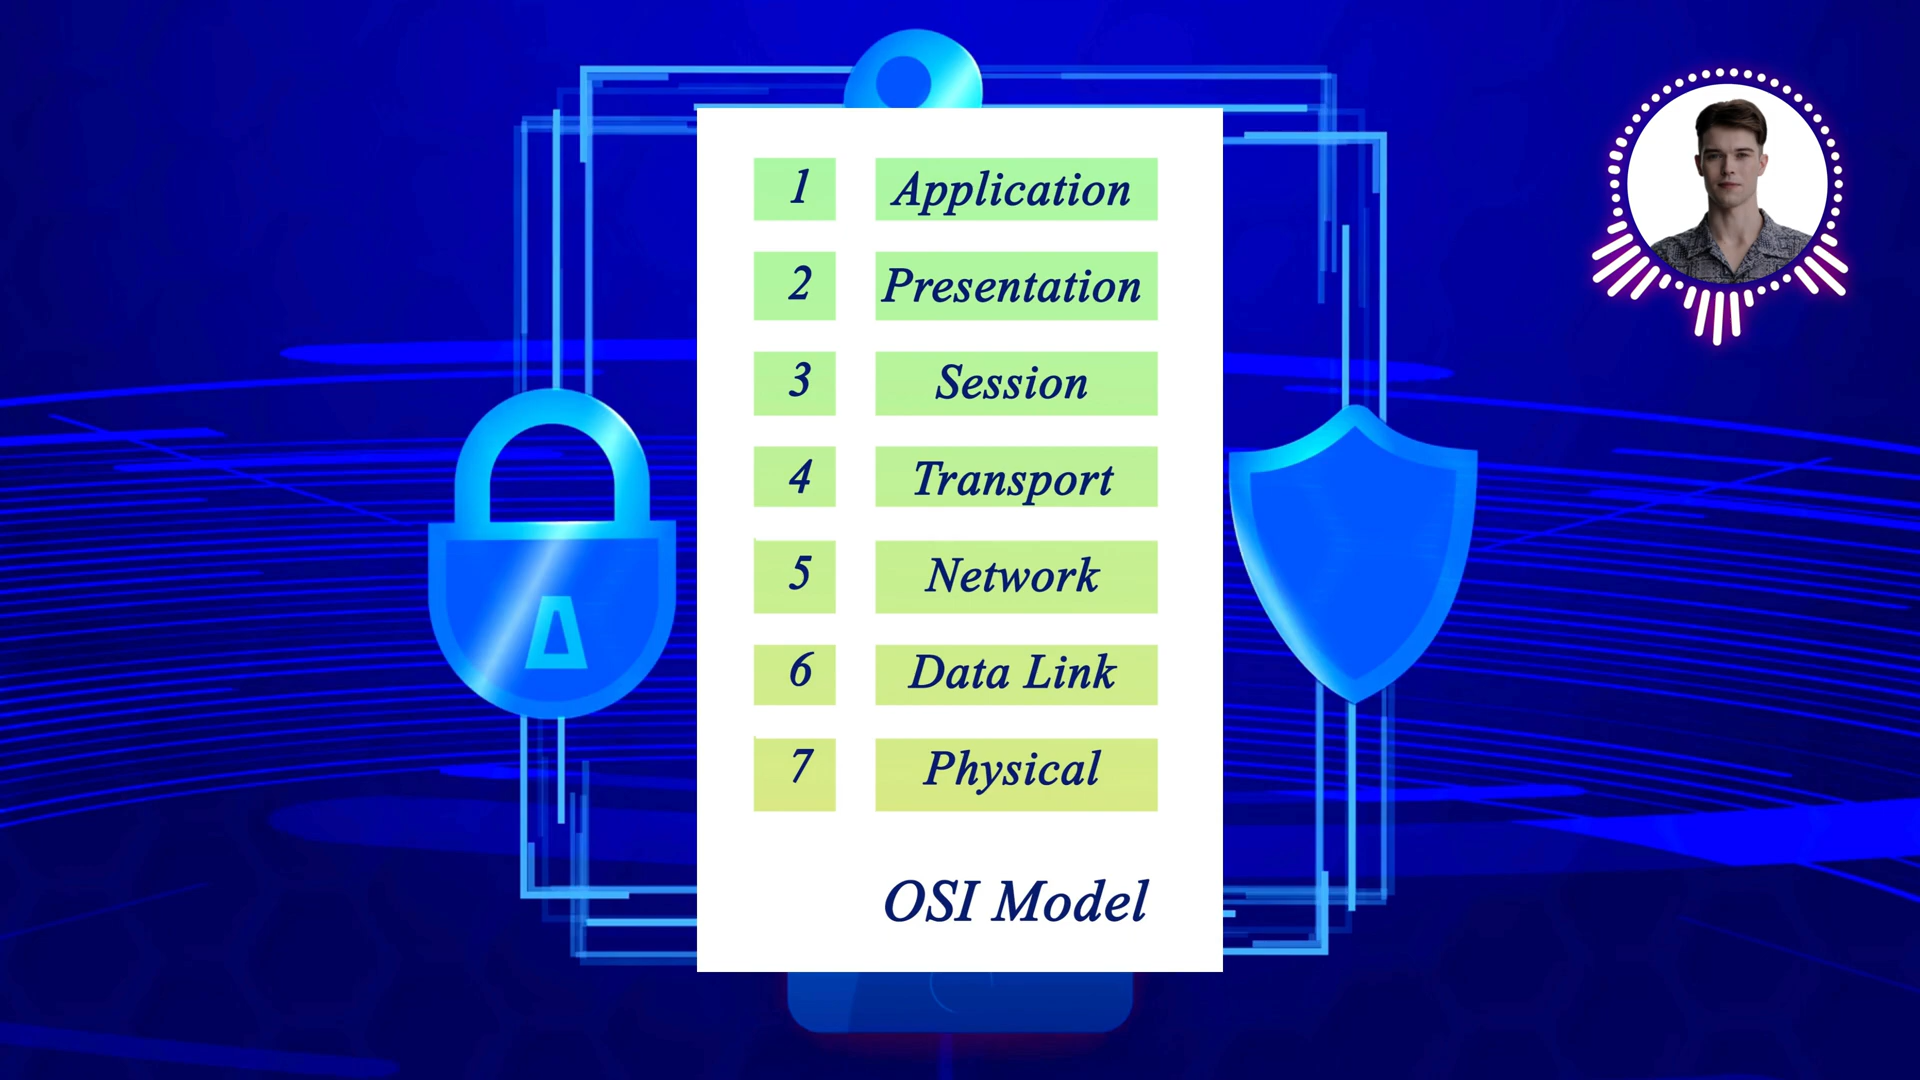 1 Application
2 Presentation
3 Session
4 Transport
5 Network
6 Data Link
7 Physical
OSI Model